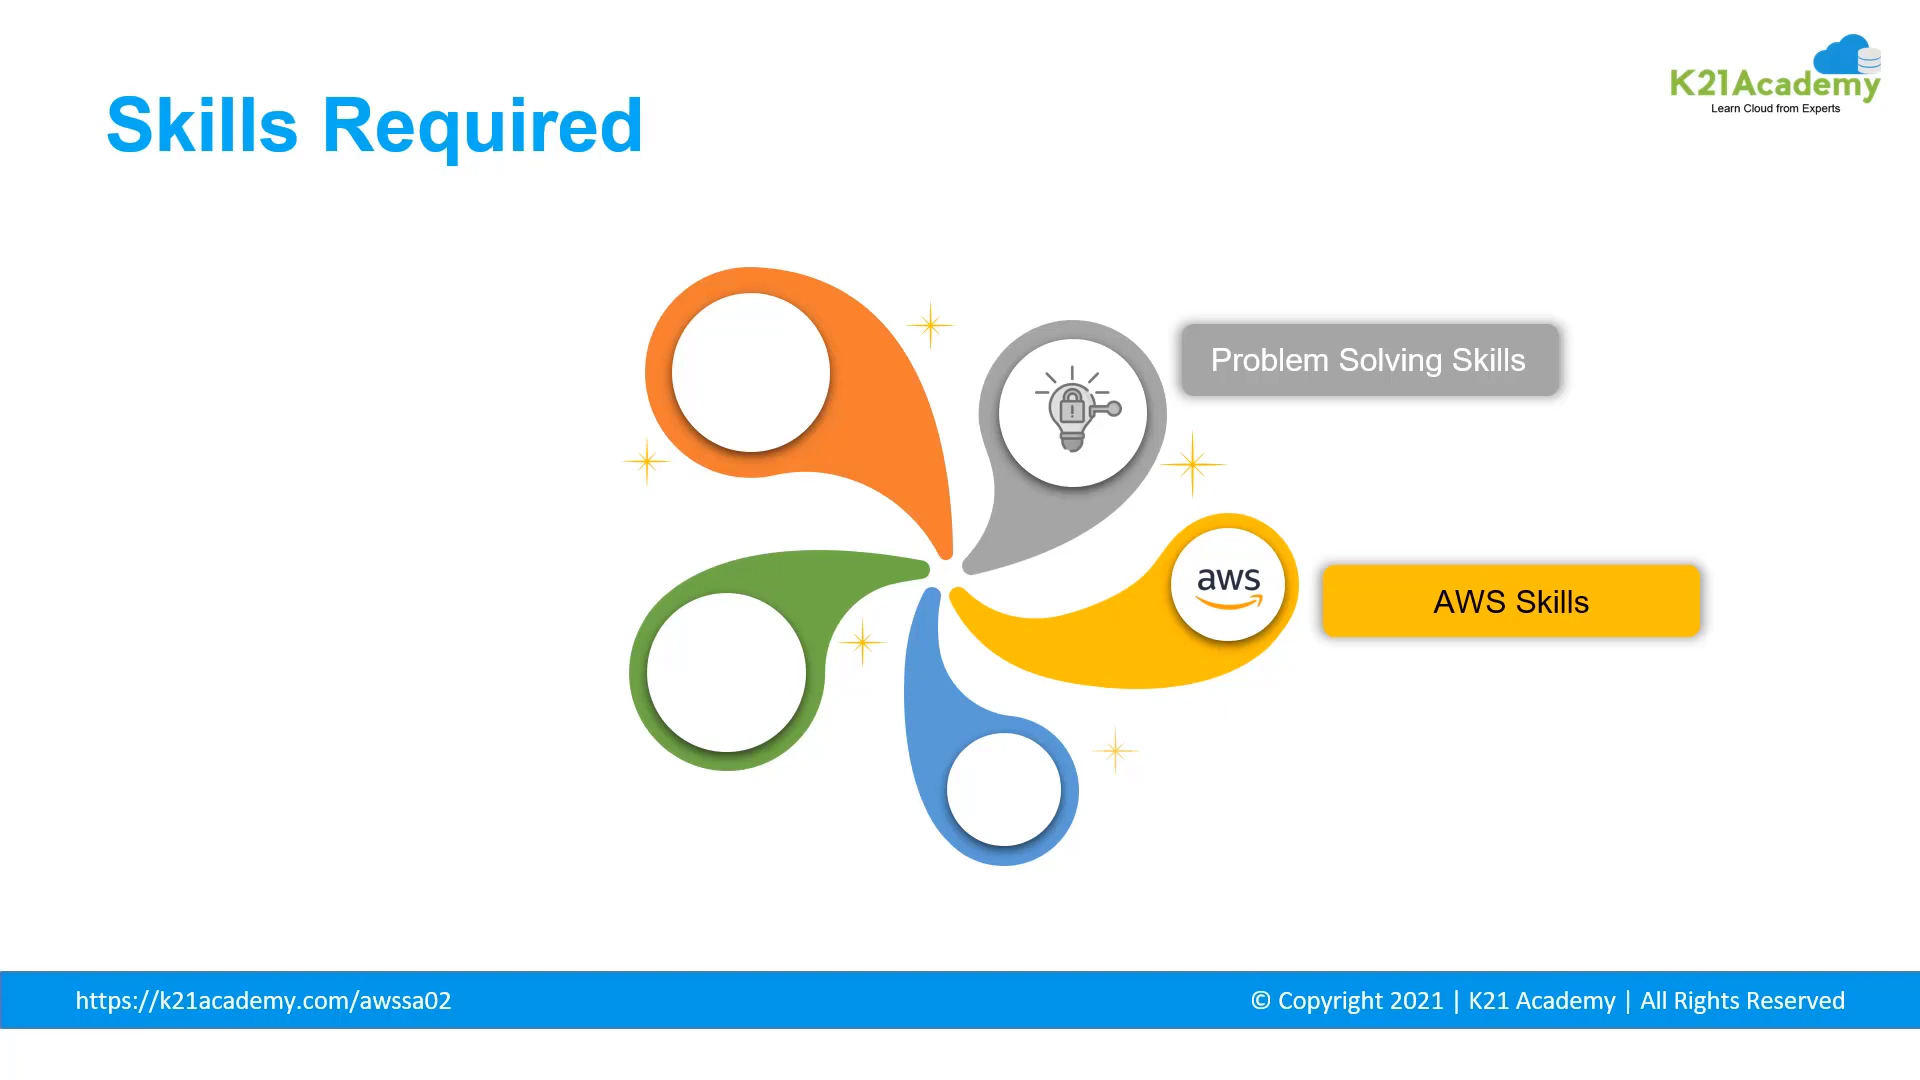 K21Academy
Learn Cloud from Experts
Skills Required
Problem Solving Skills
aws
AWS Skills
https://k21academy.com/awssa02
© Copyright 2021 | K21 Academy | All Rights Reserved